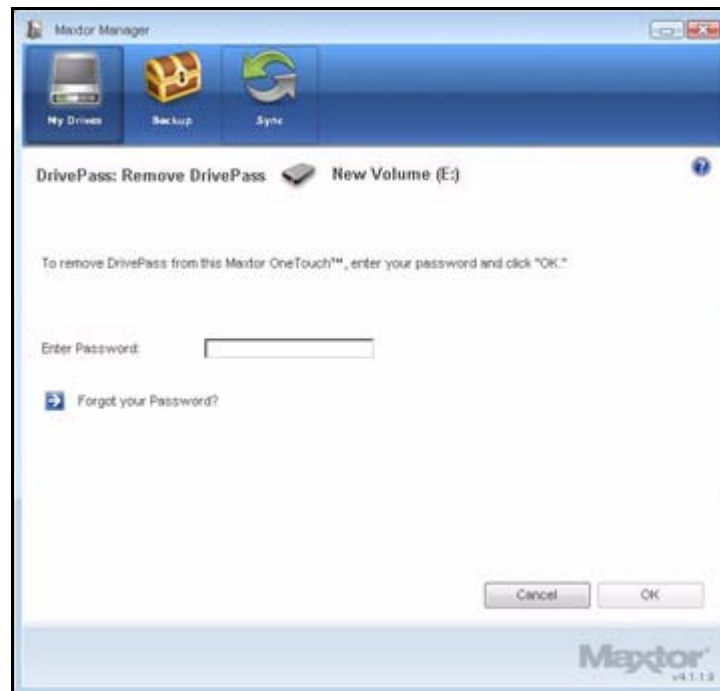 Maxtor Manager
My Drives
Backup
Sync
DrivePass: Remove DrivePass
New Volume (E:)
?
To remove DrivePass from this Maxtor OneTouch™, enter your password and click "OK."
Enter Password:
Forgot your Password?
Cancel
OK
Maxtor